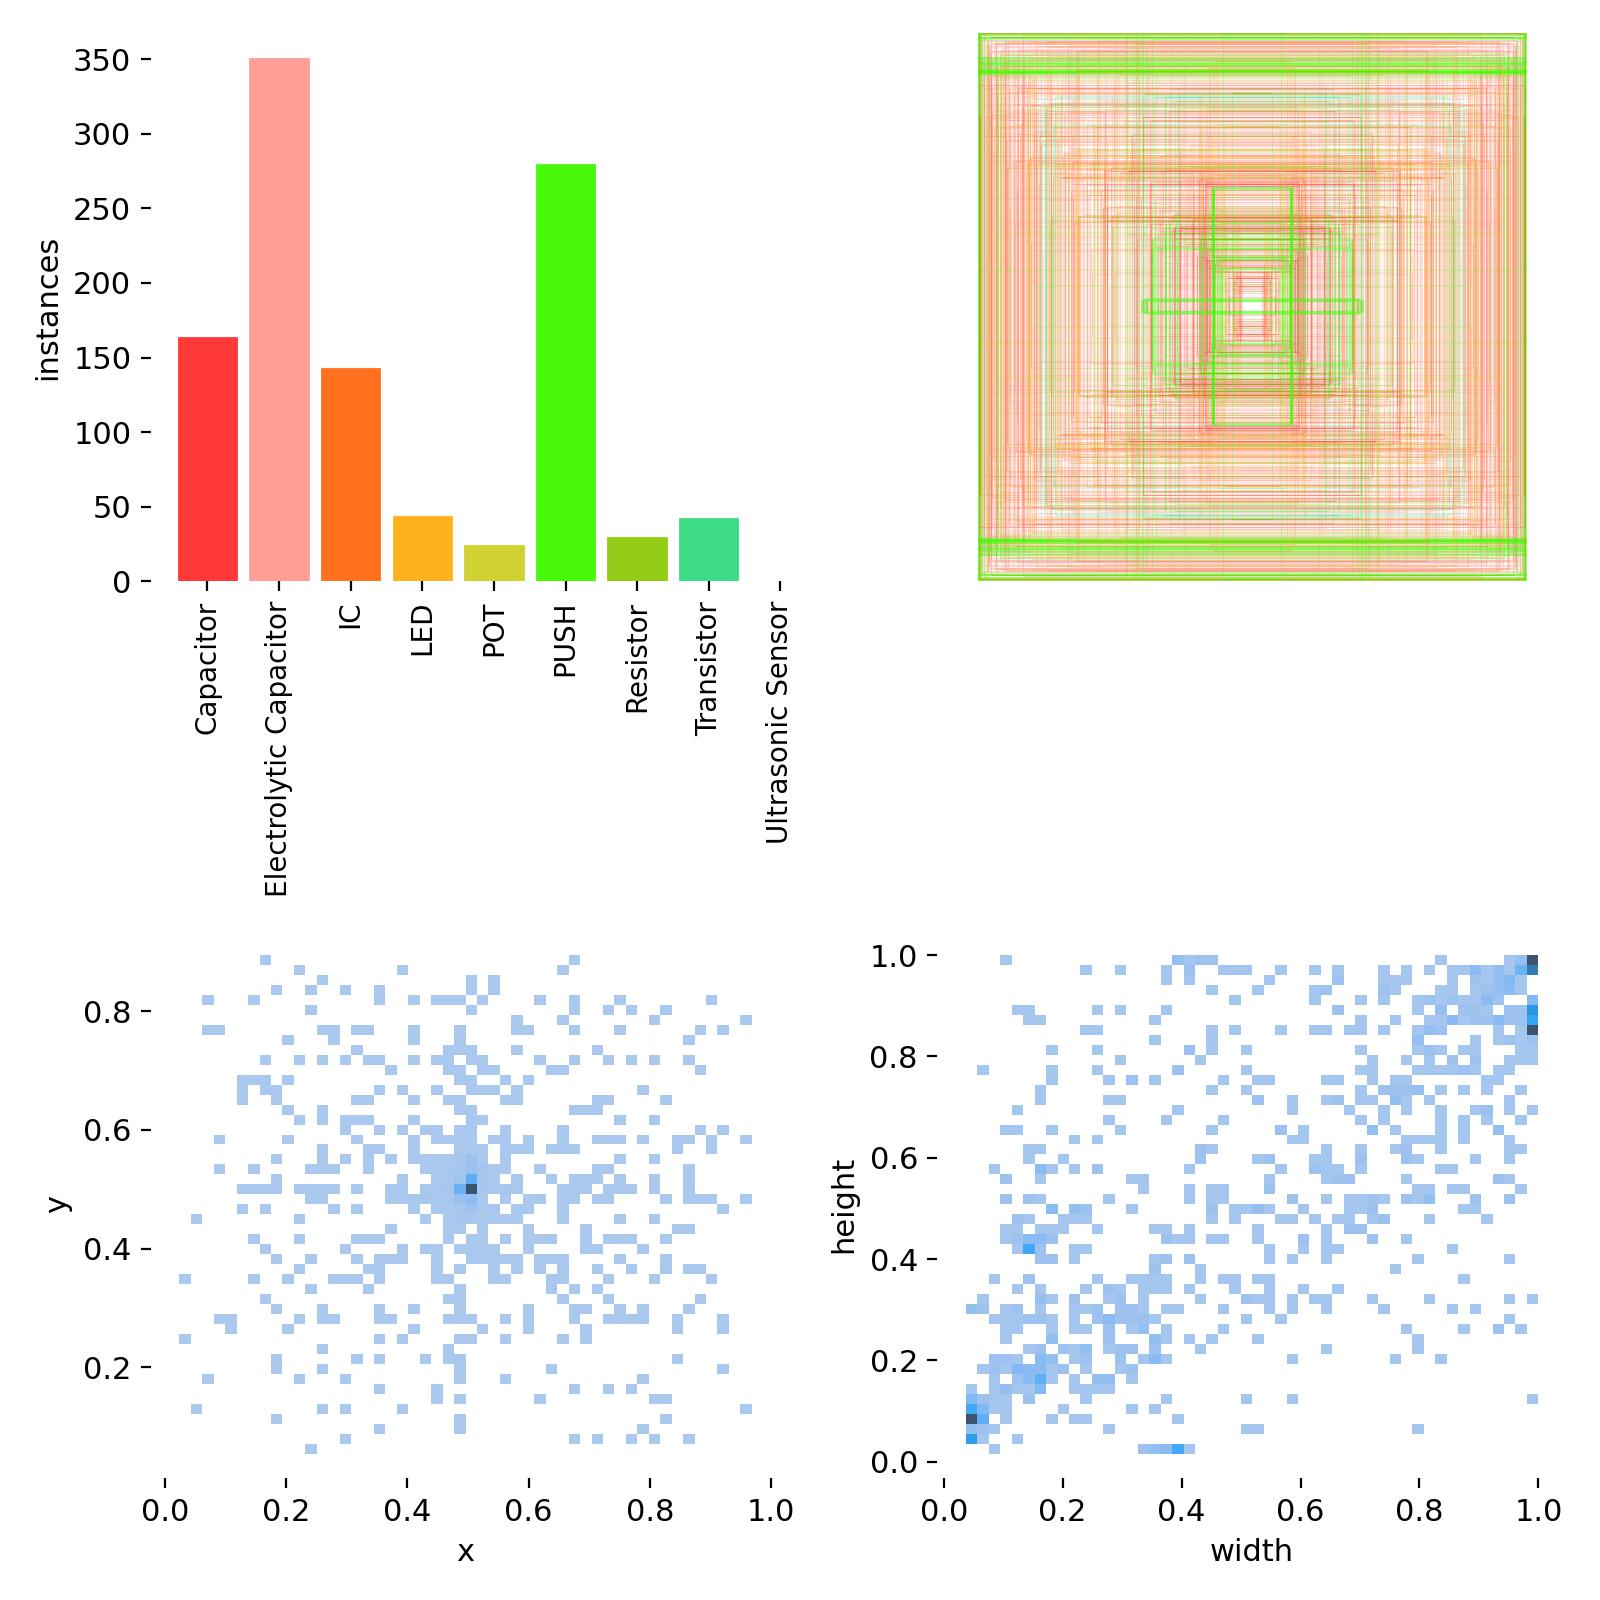 instances
350
300
250
200
150
100
50
0
Capacitor
Electrolytic Capacitor
IC
LED
POT
PUSH
Resistor
Transistor
Ultrasonic Sensor
y
0.8
0.6
0.4
0.2
0.0 0.2 0.4 0.6 0.8 1.0
x
height
1.0
0.8
0.6
0.4
0.2
0.0
0.0 0.2 0.4 0.6 0.8 1.0
width